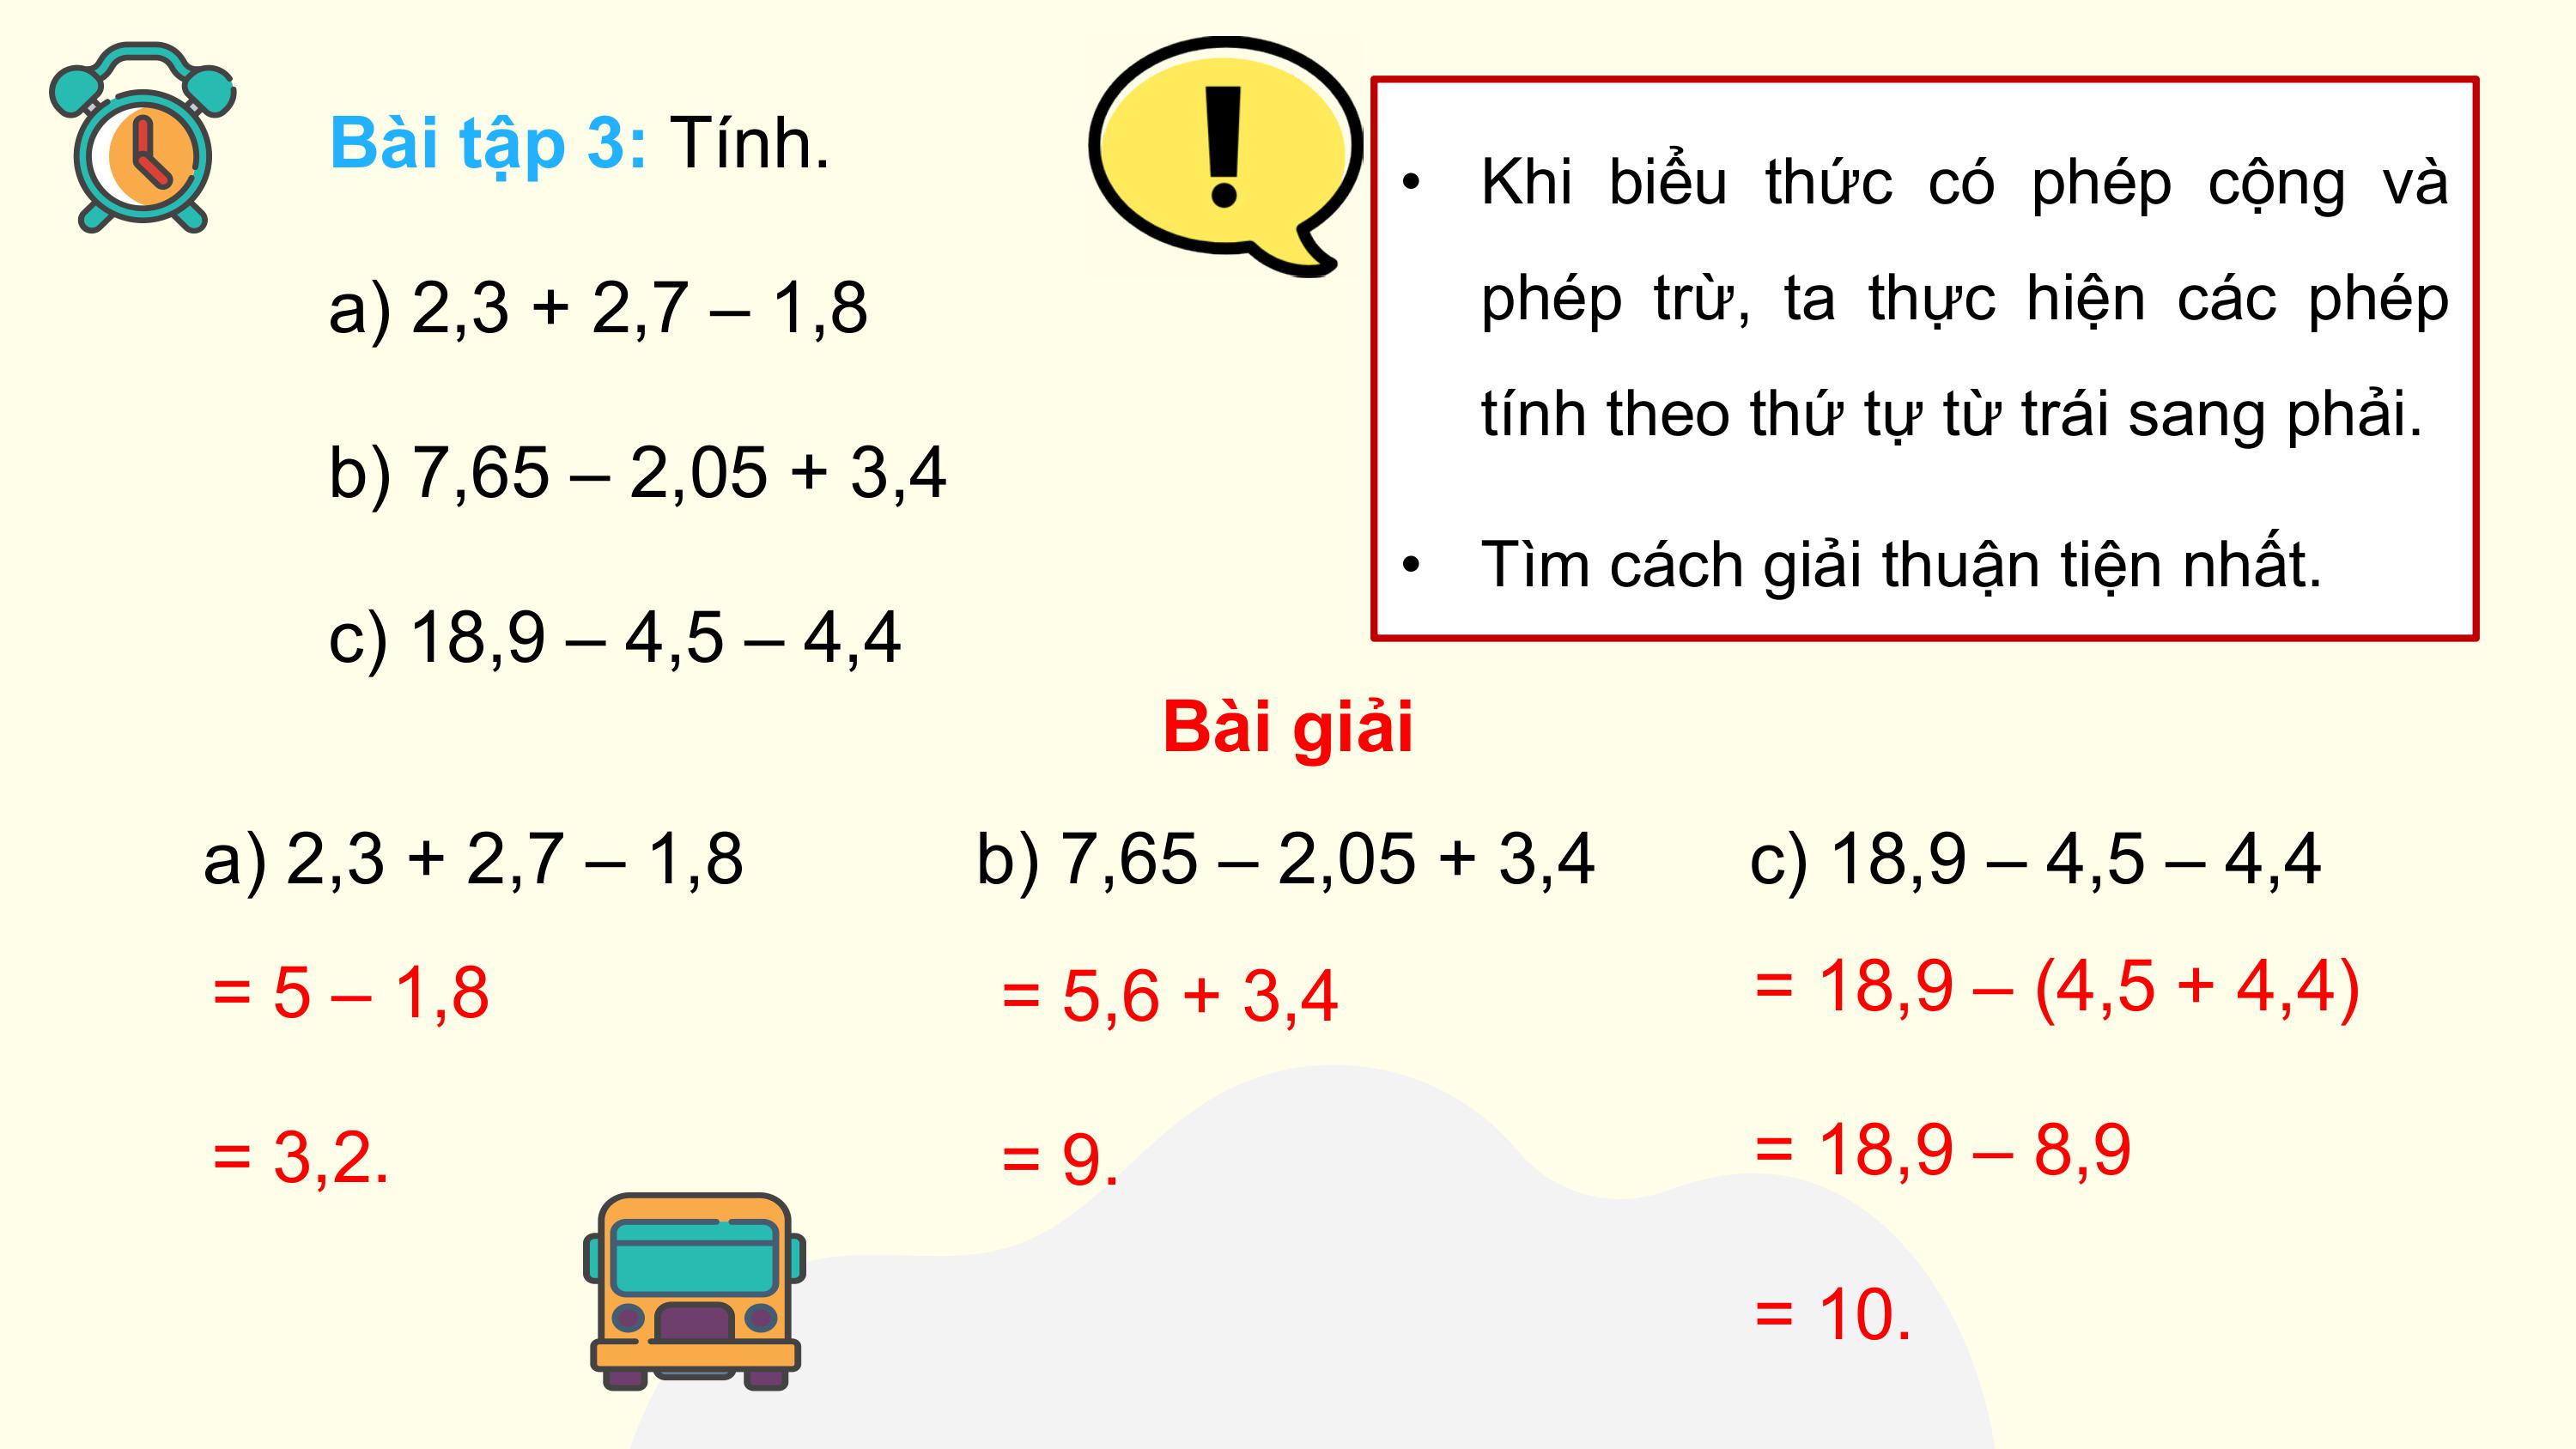 Bài tập 3: Tính.
a) 2,3 + 2,7 – 1,8
b) 7,65 – 2,05 + 3,4
c) 18,9 – 4,5 – 4,4
!
• Khi biểu thức có phép cộng và
phép trừ, ta thực hiện các phép
tính theo thứ tự từ trái sang phải.
• Tìm cách giải thuận tiện nhất.
Bài giải
a) 2,3 + 2,7 – 1,8
= 5 – 1,8
= 3,2.
b) 7,65 – 2,05 + 3,4
= 5,6 + 3,4
= 9.
c) 18,9 – 4,5 – 4,4
= 18,9 – (4,5 + 4,4)
= 18,9 – 8,9
= 10.